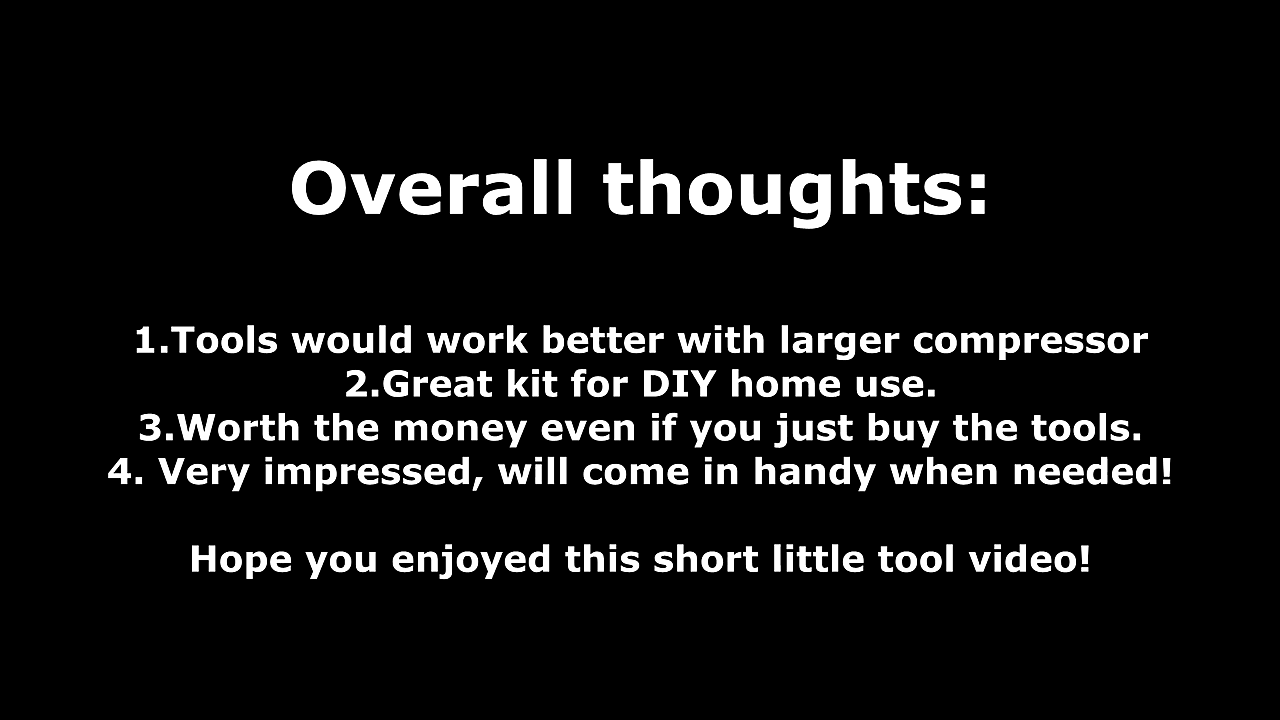 Overall thoughts:
1.Tools would work better with larger compressor
2.Great kit for DIY home use.
3.Worth the money even if you just buy the tools.
4. Very impressed, will come in handy when needed!
Hope you enjoyed this short little tool video!